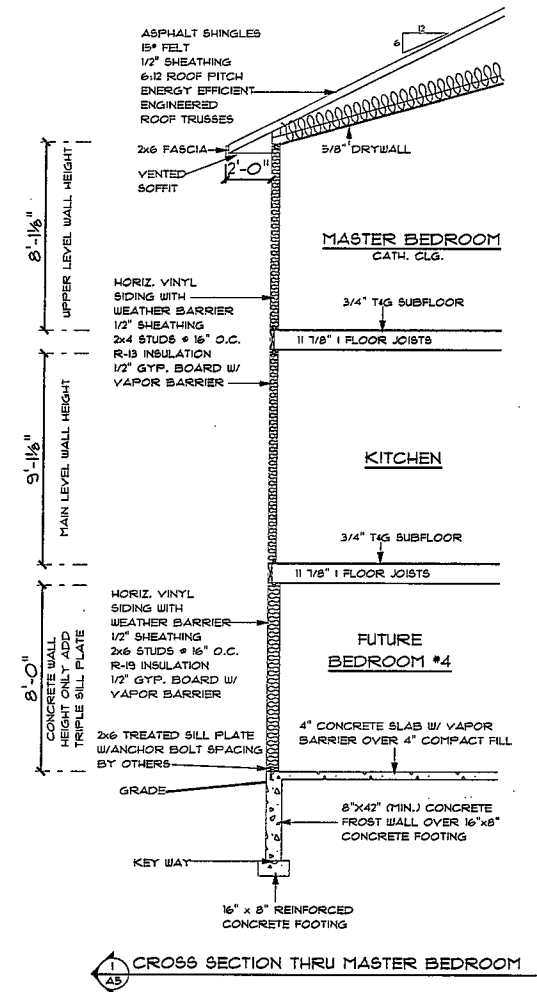 ASPHALT SHINGLES
15# FELT
1/2" SHEATHING
6:12 ROOF PITCH
ENERGY EFFICIENT
ENGINEERED
ROOF TRUSSES
12
6
2x6 FASCIA
VENTED
SOFFIT
2'-0"
5/8" DRYWALL
8'-1 1/8"
UPPER LEVEL WALL HEIGHT
MASTER BEDROOM
CATH. CLG.
HORIZ. VINYL
SIDING WITH
WEATHER BARRIER
1/2" SHEATHING
2x4 STUDS @ 16" O.C.
R-13 INSULATION
1/2" GYP. BOARD W/
VAPOR BARRIER
3/4" T&G SUBFLOOR
11 7/8" I FLOOR JOISTS
9'-1 1/8"
MAIN LEVEL WALL HEIGHT
KITCHEN
3/4" T&G SUBFLOOR
11 7/8" I FLOOR JOISTS
HORIZ. VINYL
SIDING WITH
WEATHER BARRIER
1/2" SHEATHING
2x6 STUDS @ 16" O.C.
R-19 INSULATION
1/2" GYP. BOARD W/
VAPOR BARRIER
8'-0"
CONCRETE WALL
HEIGHT ONLY ADD
TRIPLE SILL PLATE
FUTURE
BEDROOM #4
2x6 TREATED SILL PLATE
W/ANCHOR BOLT SPACING
BY OTHERS
4" CONCRETE SLAB W/ VAPOR
BARRIER OVER 4" COMPACT FILL
GRADE
8"X42" (MIN.) CONCRETE
FROST WALL OVER 16"x8"
CONCRETE FOOTING
KEY WAY
16" x 8" REINFORCED
CONCRETE FOOTING
1
A5
CROSS SECTION THRU MASTER BEDROOM